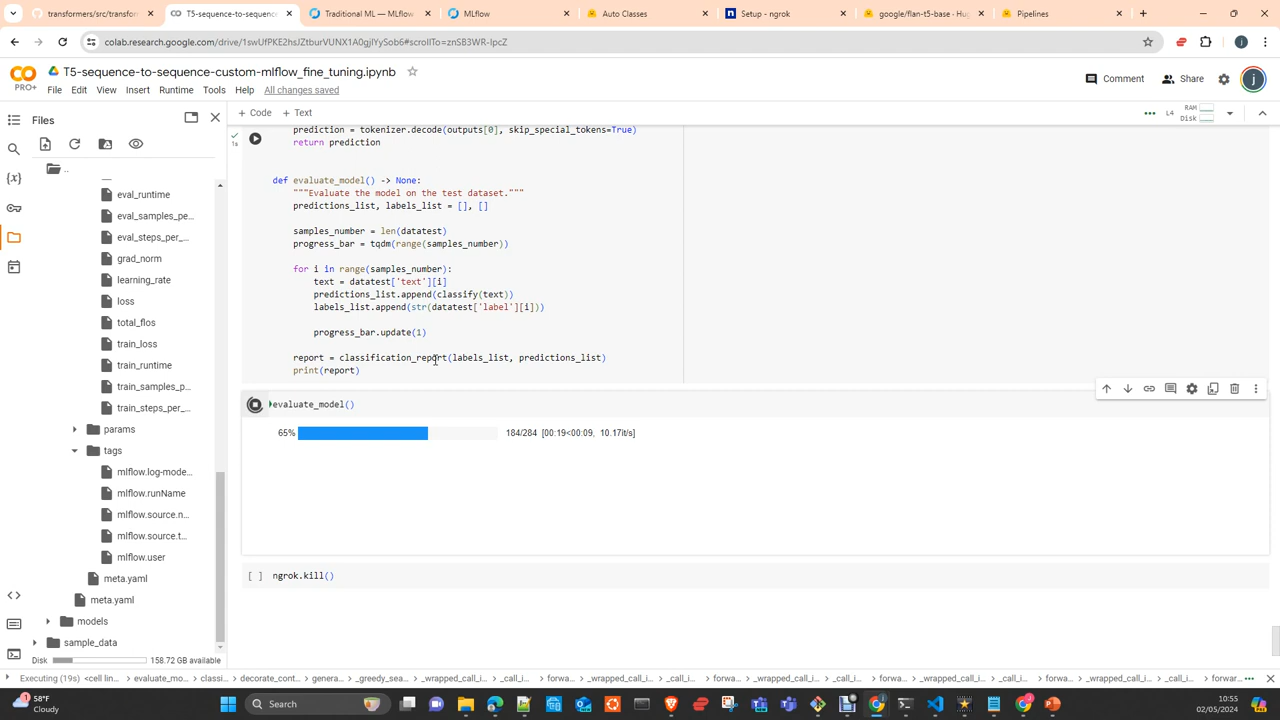 transformers/src/transform
T5-sequence-to-sequence-
Traditional ML — MLflow
MLflow
Auto Classes
Setup - ngrok
google/flan-t5-base · Hug
Pipelines
colab.research.google.com/drive/1swUfPKE2hsJZtburVUNX1A0gjlYySob6#scrollTo=znSB3WR-IpcZ
j
CO
PRO+
T5-sequence-to-sequence-custom-mlflow_fine_tuning.ipynb
File Edit View Insert Runtime Tools Help All changes saved
Comment
Share
j
Files
+ Code + Text
RAM
Disk
L4
..
eval_runtime
eval_samples_pe...
eval_steps_per_...
grad_norm
learning_rate
loss
total_flos
train_loss
train_runtime
train_samples_p...
train_steps_per_...
params
tags
mlflow.log-mode...
mlflow.runName
mlflow.source.n...
mlflow.source.t...
mlflow.user
meta.yaml
meta.yaml
models
sample_data
Disk 158.72 GB available
1s
prediction = tokenizer.decode(outputs[0], skip_special_tokens=True)
return prediction
def evaluate_model() -> None:
"""Evaluate the model on the test dataset."""
predictions_list, labels_list = [], []
samples_number = len(datatest)
progress_bar = tqdm(range(samples_number))
for i in range(samples_number):
text = datatest['text'][i]
predictions_list.append(classify(text))
labels_list.append(str(datatest['label'][i]))
progress_bar.update(1)
report = classification_report(labels_list, predictions_list)
print(report)
evaluate_model()
65% 184/284 [00:19<00:09, 10.17it/s]
[ ] ngrok.kill()
Executing (19s) <cell lin evaluate_mo... classi... decorate_cont... genera... _greedy_sea... _wrapped_call_i... _call_i... forwa... _wrapped_call_i... _call_i... forwa... _wrapped_call_i... _call_i... forwa... _wrapped_call_i... _call_i... forwar...
58°F
Cloudy
Search
10:55
02/05/2024